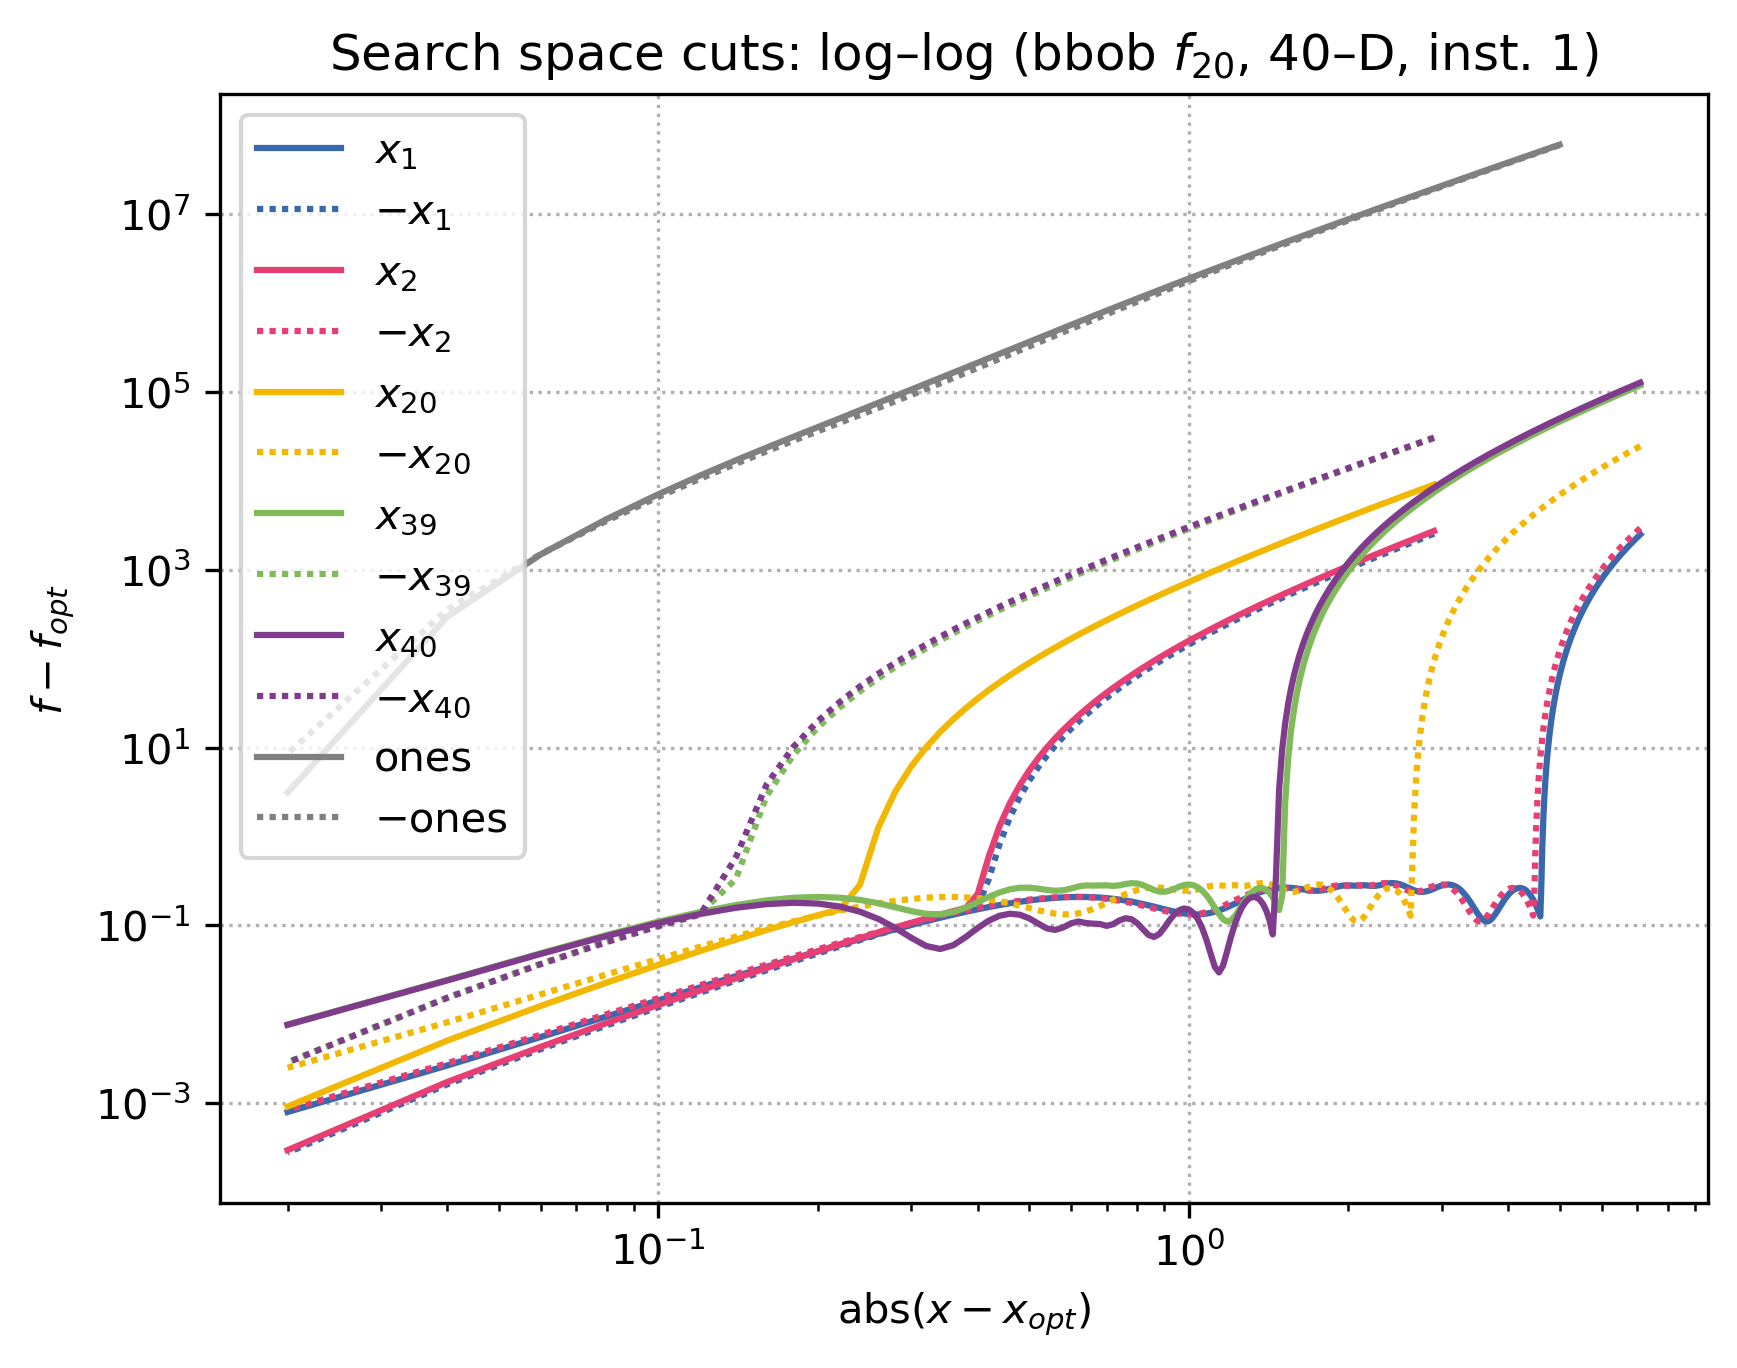 Search space cuts: log–log (bbob f20, 40–D, inst. 1)
x1
−x1
x2
−x2
x20
−x20
x39
−x39
x40
−x40
ones
−ones
10^7
10^5
10^3
10^1
10^−1
10^−3
f − fopt
10^−1
10^0
abs(x − xopt)